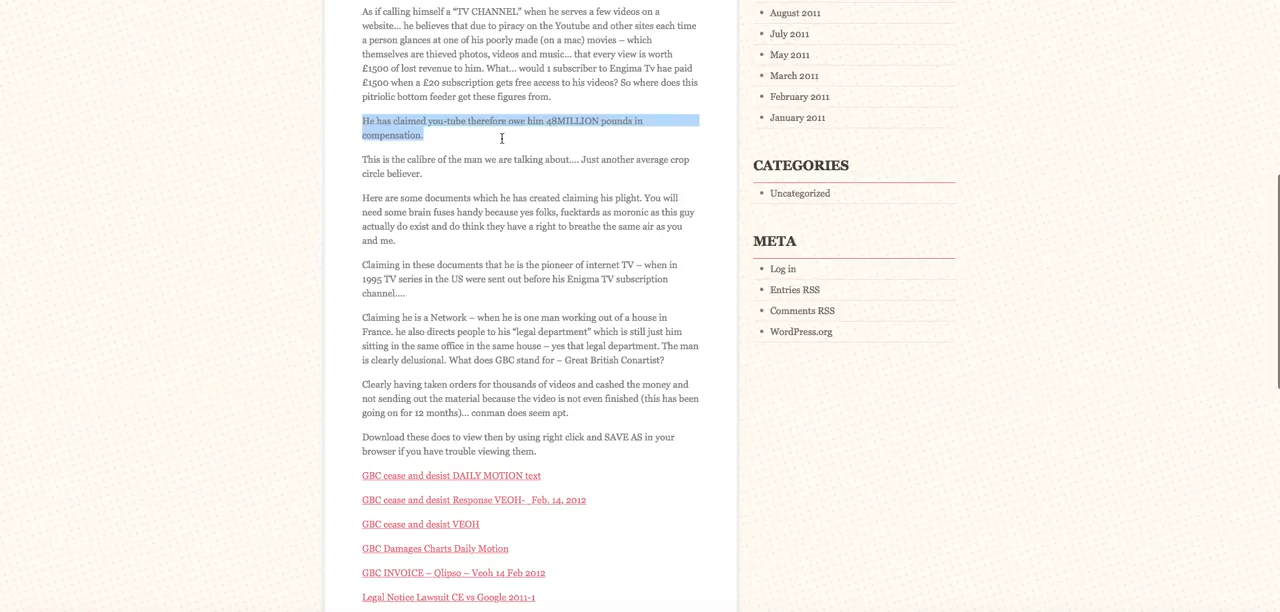 As if calling himself a “TV CHANNEL” when he serves a few videos on a
website... he believes that due to piracy on the Youtube and other sites each time
a person glances at one of his poorly made (on a mac) movies – which
themselves are thieved photos, videos and music... that every view is worth
£1500 of lost revenue to him. What... would 1 subscriber to Engima Tv hae paid
£1500 when a £20 subscription gets free access to his videos? So where does this
pitriolic bottom feeder get these figures from.
He has claimed you-tube therefore owe him 48MILLION pounds in
compensation.
This is the calibre of the man we are talking about.... Just another average crop
circle believer.
Here are some documents which he has created claiming his plight. You will
need some brain fuses handy because yes folks, fucktards as moronic as this guy
actually do exist and do think they have a right to breathe the same air as you
and me.
Claiming in these documents that he is the pioneer of internet TV – when in
1995 TV series in the US were sent out before his Enigma TV subscription
channel....
Claiming he is a Network – when he is one man working out of a house in
France. he also directs people to his “legal department” which is still just him
sitting in the same office in the same house – yes that legal department. The man
is clearly delusional. What does GBC stand for – Great British Conartist?
Clearly having taken orders for thousands of videos and cashed the money and
not sending out the material because the video is not even finished (this has been
going on for 12 months)... conman does seem apt.
Download these docs to view then by using right click and SAVE AS in your
browser if you have trouble viewing them.
GBC cease and desist DAILY MOTION text
GBC cease and desist Response VEOH-_Feb. 14, 2012
GBC cease and desist VEOH
GBC Damages Charts Daily Motion
GBC INVOICE – Qlipso – Veoh 14 Feb 2012
Legal Notice Lawsuit CE vs Google 2011-1
August 2011
July 2011
May 2011
March 2011
February 2011
January 2011
CATEGORIES
Uncategorized
META
Log in
Entries RSS
Comments RSS
WordPress.org